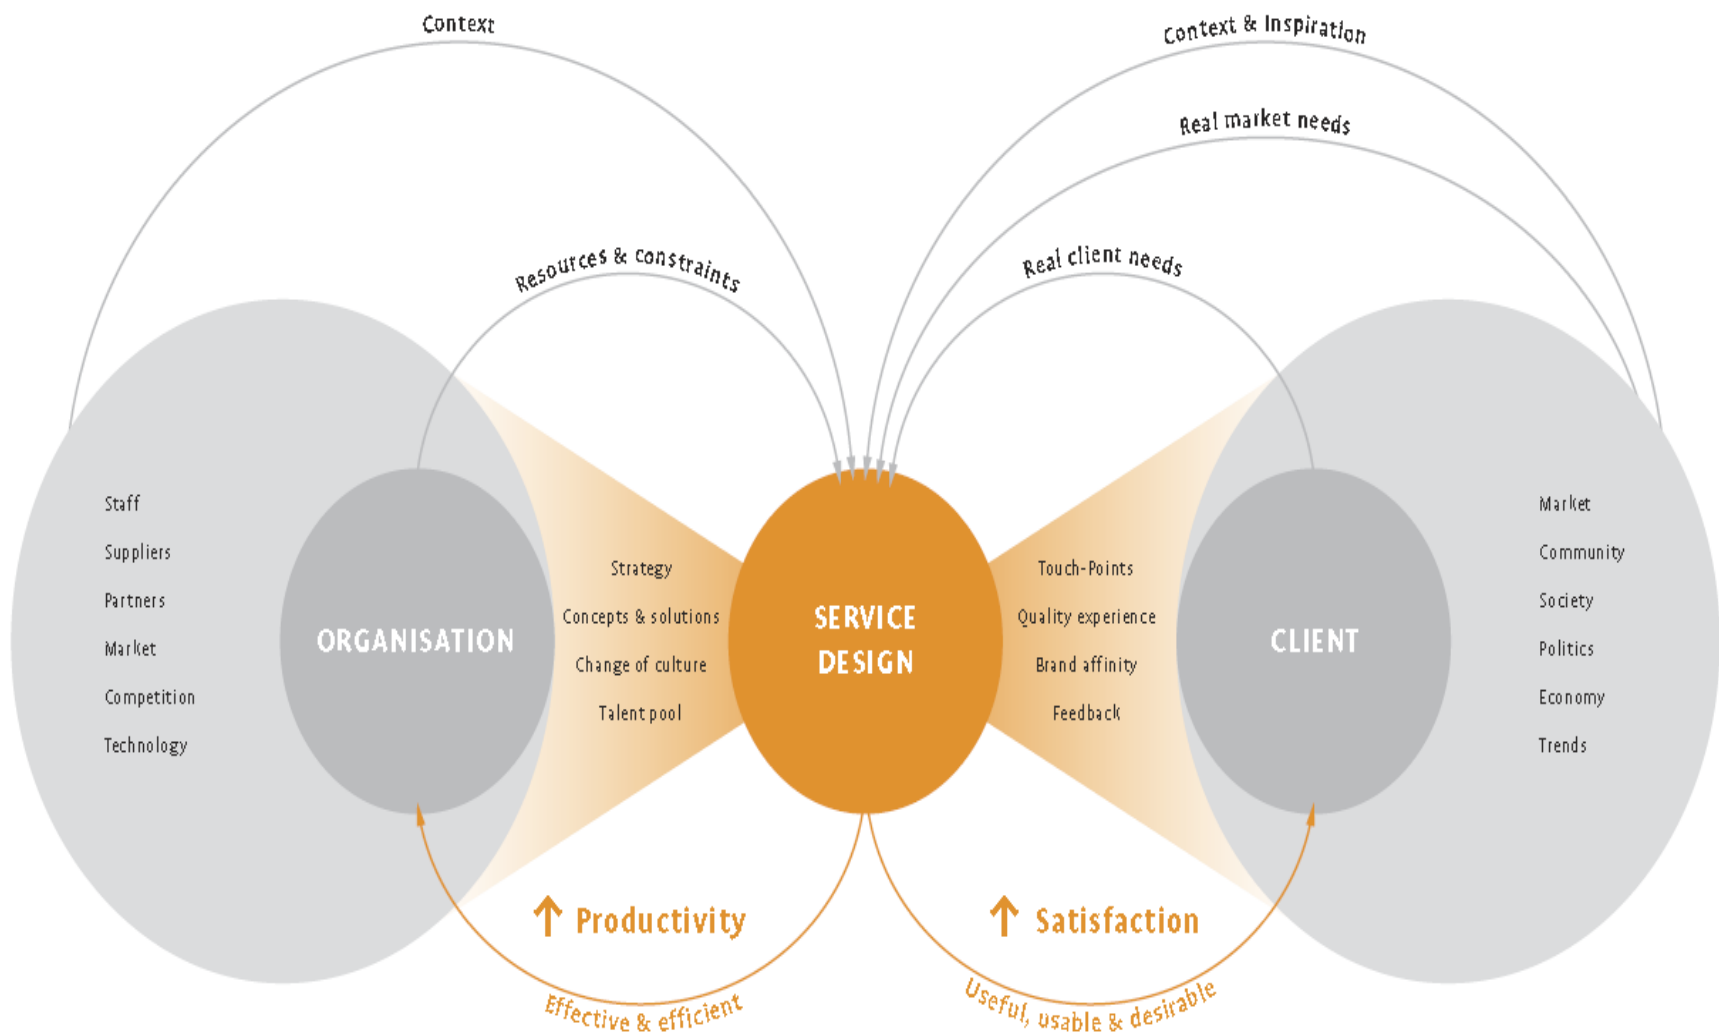 Context
Context & Inspiration
Real market needs
Resources & constraints
Real client needs
Staff
Suppliers
Partners
Market
Competition
Technology
ORGANISATION
Strategy
Concepts & solutions
Change of culture
Talent pool
SERVICE
DESIGN
Touch-Points
Quality experience
Brand affinity
Feedback
CLIENT
Market
Community
Society
Politics
Economy
Trends
Productivity
Satisfaction
Effective & efficient
Useful, usable & desirable